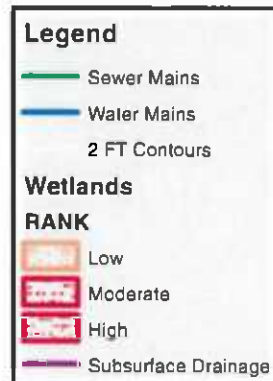 Legend
Sewer Mains
Water Mains
2 FT Contours
Wetlands
RANK
Low
Moderate
High
Subsurface Drainage